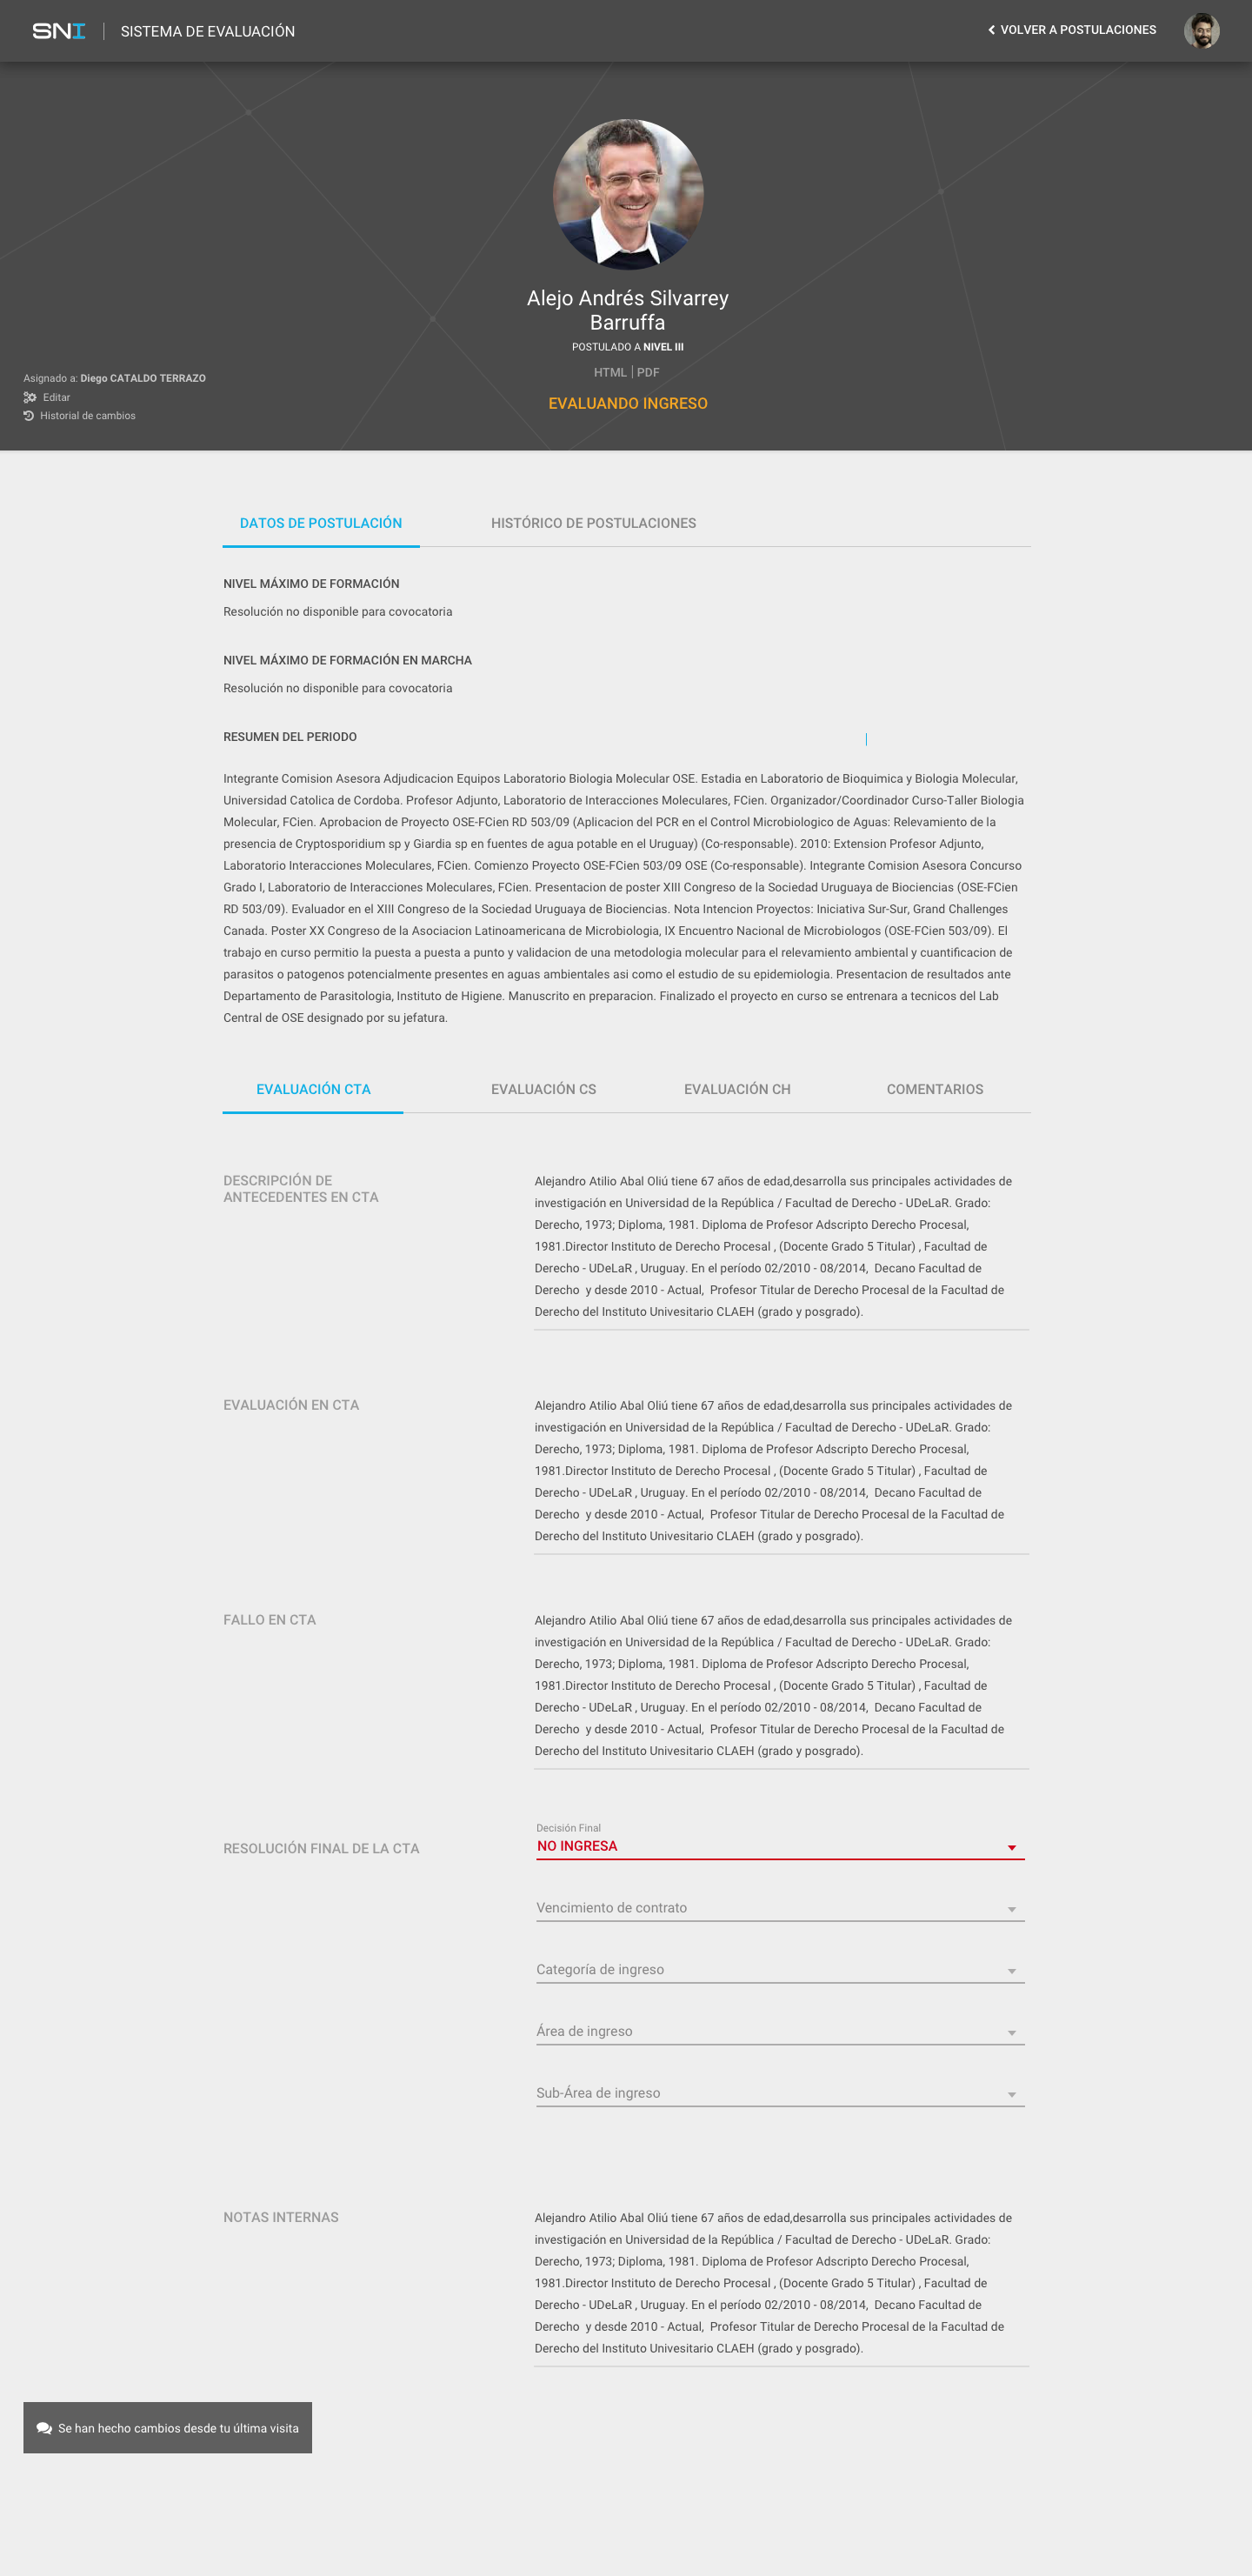 SNI
SISTEMA DE EVALUACIÓN
VOLVER A POSTULACIONES
Alejo Andrés Silvarrey
Barruffa
POSTULADO A NIVEL III
HTML | PDF
EVALUANDO INGRESO
Asignado a: Diego CATALDO TERRAZO
Editar
Historial de cambios
DATOS DE POSTULACIÓN
HISTÓRICO DE POSTULACIONES
NIVEL MÁXIMO DE FORMACIÓN
Resolución no disponible para covocatoria
NIVEL MÁXIMO DE FORMACIÓN EN MARCHA
Resolución no disponible para covocatoria
RESUMEN DEL PERIODO
Integrante Comision Asesora Adjudicacion Equipos Laboratorio Biologia Molecular OSE. Estadia en Laboratorio de Bioquimica y Biologia Molecular,
Universidad Catolica de Cordoba. Profesor Adjunto, Laboratorio de Interacciones Moleculares, FCien. Organizador/Coordinador Curso-Taller Biologia
Molecular, FCien. Aprobacion de Proyecto OSE-FCien RD 503/09 (Aplicacion del PCR en el Control Microbiologico de Aguas: Relevamiento de la
presencia de Cryptosporidium sp y Giardia sp en fuentes de agua potable en el Uruguay) (Co-responsable). 2010: Extension Profesor Adjunto,
Laboratorio Interacciones Moleculares, FCien. Comienzo Proyecto OSE-FCien 503/09 OSE (Co-responsable). Integrante Comision Asesora Concurso
Grado I, Laboratorio de Interacciones Moleculares, FCien. Presentacion de poster XIII Congreso de la Sociedad Uruguaya de Biociencias (OSE-FCien
RD 503/09). Evaluador en el XIII Congreso de la Sociedad Uruguaya de Biociencias. Nota Intencion Proyectos: Iniciativa Sur-Sur, Grand Challenges
Canada. Poster XX Congreso de la Asociacion Latinoamericana de Microbiologia, IX Encuentro Nacional de Microbiologos (OSE-FCien 503/09). El
trabajo en curso permitio la puesta a puesta a punto y validacion de una metodologia molecular para el relevamiento ambiental y cuantificacion de
parasitos o patogenos potencialmente presentes en aguas ambientales asi como el estudio de su epidemiologia. Presentacion de resultados ante
Departamento de Parasitologia, Instituto de Higiene. Manuscrito en preparacion. Finalizado el proyecto en curso se entrenara a tecnicos del Lab
Central de OSE designado por su jefatura.
EVALUACIÓN CTA
EVALUACIÓN CS
EVALUACIÓN CH
COMENTARIOS
DESCRIPCIÓN DE
ANTECEDENTES EN CTA
Alejandro Atilio Abal Oliú tiene 67 años de edad,desarrolla sus principales actividades de
investigación en Universidad de la República / Facultad de Derecho - UDeLaR. Grado:
Derecho, 1973; Diploma, 1981. Diploma de Profesor Adscripto Derecho Procesal,
1981.Director Instituto de Derecho Procesal , (Docente Grado 5 Titular) , Facultad de
Derecho - UDeLaR , Uruguay. En el período 02/2010 - 08/2014,  Decano Facultad de
Derecho  y desde 2010 - Actual,  Profesor Titular de Derecho Procesal de la Facultad de
Derecho del Instituto Univesitario CLAEH (grado y posgrado).
EVALUACIÓN EN CTA
Alejandro Atilio Abal Oliú tiene 67 años de edad,desarrolla sus principales actividades de
investigación en Universidad de la República / Facultad de Derecho - UDeLaR. Grado:
Derecho, 1973; Diploma, 1981. Diploma de Profesor Adscripto Derecho Procesal,
1981.Director Instituto de Derecho Procesal , (Docente Grado 5 Titular) , Facultad de
Derecho - UDeLaR , Uruguay. En el período 02/2010 - 08/2014,  Decano Facultad de
Derecho  y desde 2010 - Actual,  Profesor Titular de Derecho Procesal de la Facultad de
Derecho del Instituto Univesitario CLAEH (grado y posgrado).
FALLO EN CTA
Alejandro Atilio Abal Oliú tiene 67 años de edad,desarrolla sus principales actividades de
investigación en Universidad de la República / Facultad de Derecho - UDeLaR. Grado:
Derecho, 1973; Diploma, 1981. Diploma de Profesor Adscripto Derecho Procesal,
1981.Director Instituto de Derecho Procesal , (Docente Grado 5 Titular) , Facultad de
Derecho - UDeLaR , Uruguay. En el período 02/2010 - 08/2014,  Decano Facultad de
Derecho  y desde 2010 - Actual,  Profesor Titular de Derecho Procesal de la Facultad de
Derecho del Instituto Univesitario CLAEH (grado y posgrado).
RESOLUCIÓN FINAL DE LA CTA
Decisión Final
NO INGRESA
Vencimiento de contrato
Categoría de ingreso
Área de ingreso
Sub-Área de ingreso
NOTAS INTERNAS
Alejandro Atilio Abal Oliú tiene 67 años de edad,desarrolla sus principales actividades de
investigación en Universidad de la República / Facultad de Derecho - UDeLaR. Grado:
Derecho, 1973; Diploma, 1981. Diploma de Profesor Adscripto Derecho Procesal,
1981.Director Instituto de Derecho Procesal , (Docente Grado 5 Titular) , Facultad de
Derecho - UDeLaR , Uruguay. En el período 02/2010 - 08/2014,  Decano Facultad de
Derecho  y desde 2010 - Actual,  Profesor Titular de Derecho Procesal de la Facultad de
Derecho del Instituto Univesitario CLAEH (grado y posgrado).
Se han hecho cambios desde tu última visita